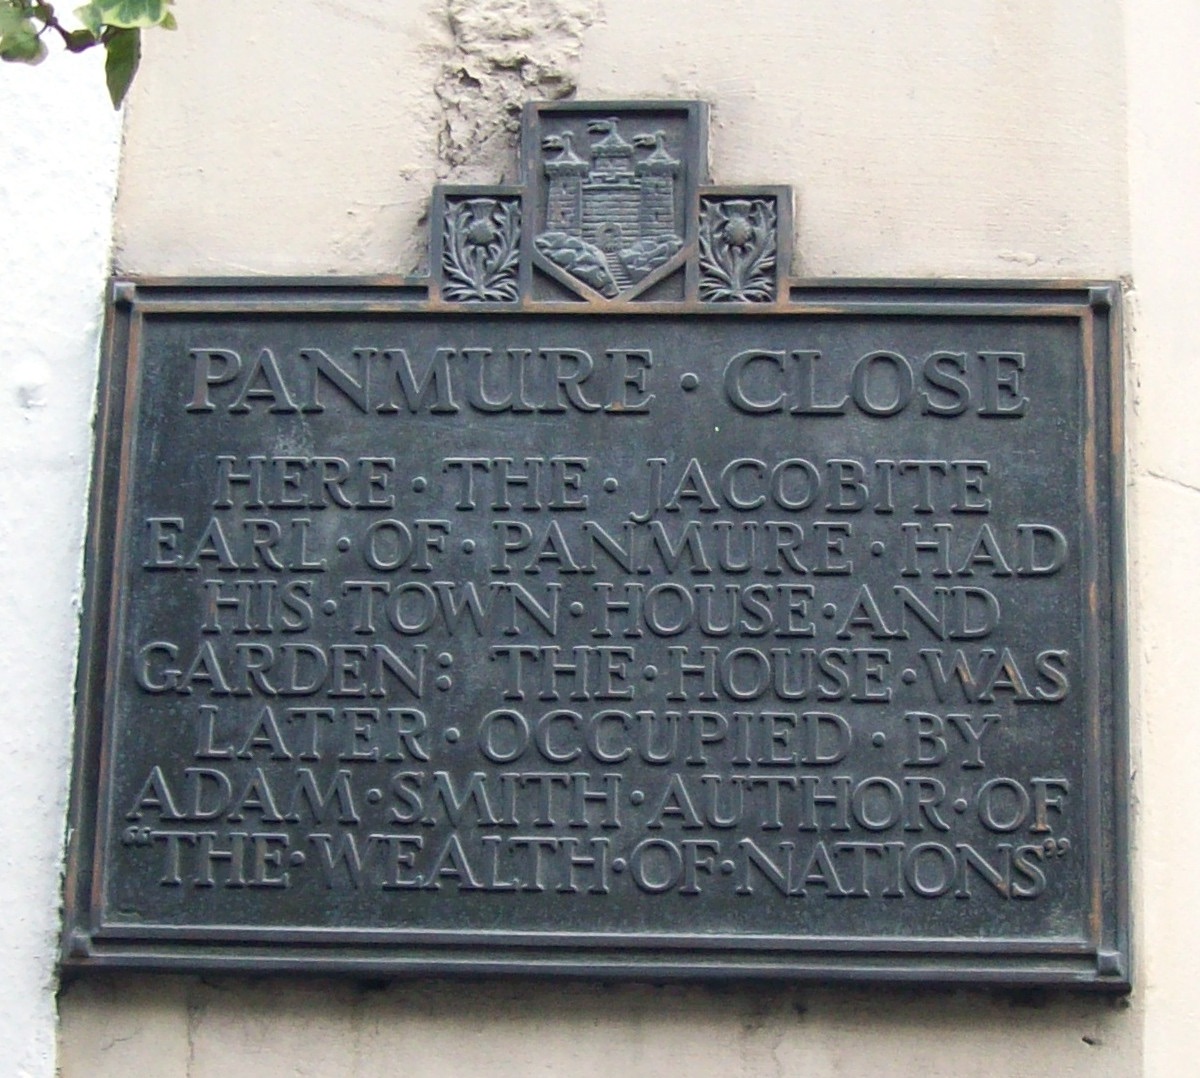 PANMURE · CLOSE
HERE · THE · JACOBITE
EARL · OF · PANMURE · HAD
HIS · TOWN · HOUSE · AND
GARDEN: THE · HOUSE · WAS
LATER · OCCUPIED · BY
ADAM · SMITH · AUTHOR · OF
“THE · WEALTH · OF · NATIONS”